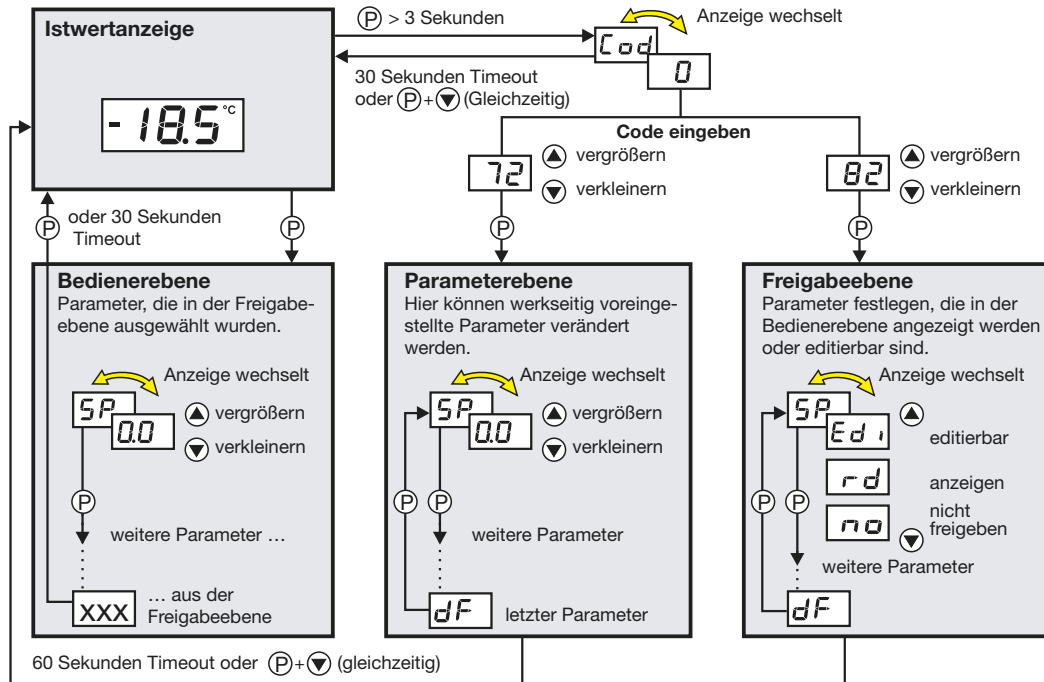 Istwertanzeige
-18.5 °C
P > 3 Sekunden
Anzeige wechselt
Cod
0
30 Sekunden Timeout
oder P + ▼ (Gleichzeitig)
Code eingeben
72
▲ vergrößern
▼ verkleinern
82
▲ vergrößern
▼ verkleinern
P oder 30 Sekunden
Timeout
P
P
P
Bedienerebene
Parameter, die in der Freigabe-
ebene ausgewählt wurden.
Anzeige wechselt
SP
0.0
▲ vergrößern
▼ verkleinern
P
weitere Parameter ...
xxx
... aus der
Freigabeebene
Parameterebene
Hier können werkseitig voreinge-
stellte Parameter verändert
werden.
Anzeige wechselt
SP
0.0
▲ vergrößern
▼ verkleinern
P P
weitere Parameter
dF
letzter Parameter
Freigabeebene
Parameter festlegen, die in der
Bedienerebene angezeigt werden
oder editierbar sind.
Anzeige wechselt
SP
Edi
▲
editierbar
rd
anzeigen
P P
no
nicht
freigeben
▼
weitere Parameter
dF
60 Sekunden Timeout oder P + ▼ (gleichzeitig)